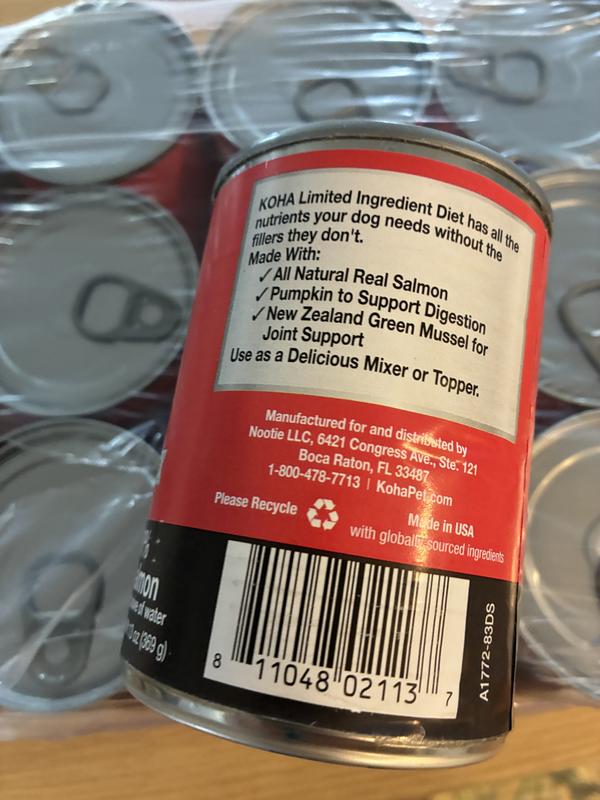 KOHA Limited Ingredient Diet has all the
nutrients your dog needs without the
fillers they don't.
Made With:
✓All Natural Real Salmon
✓Pumpkin to Support Digestion
✓New Zealand Green Mussel for
Joint Support
Use as a Delicious Mixer or Topper.
Manufactured for and distributed by
Nootie LLC, 6421 Congress Ave., Ste. 121
Boca Raton, FL 33487
1-800-478-7713 | KohaPet.com
Please Recycle
Made in USA
with globally sourced ingredients
%
of water
oz (369 g)
8 11048 02113 7
A1772-83DS